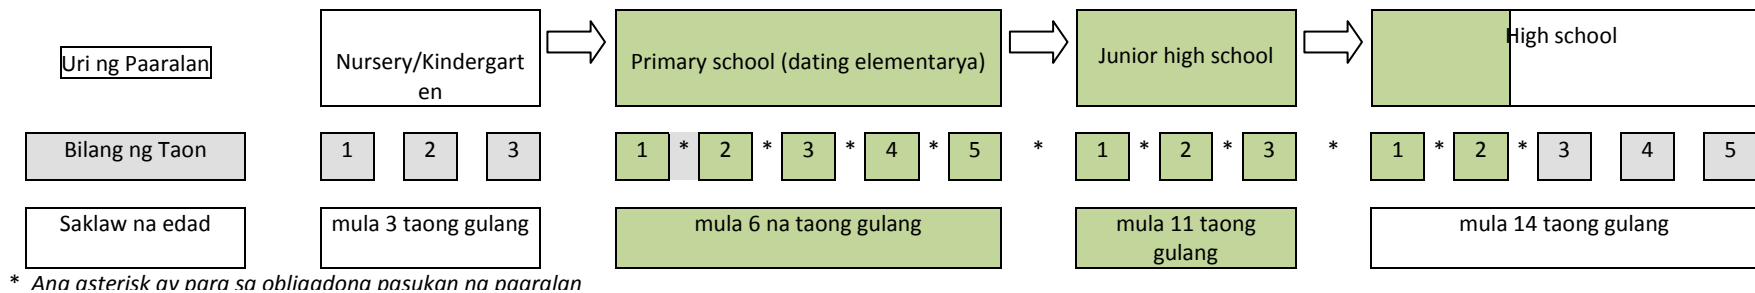 Uri ng Paaralan
Nursery/Kindergart
en
Primary school (dating elementarya)
Junior high school
High school
Bilang ng Taon
1 2 3
1 * 2 * 3 * 4 * 5 * 1 * 2 * 3 * 1 * 2 * 3 4 5
Saklaw na edad
mula 3 taong gulang
mula 6 na taong gulang
mula 11 taong
gulang
mula 14 taong gulang
* Ang asterisk ay para sa obligadong pasukan na paaralan